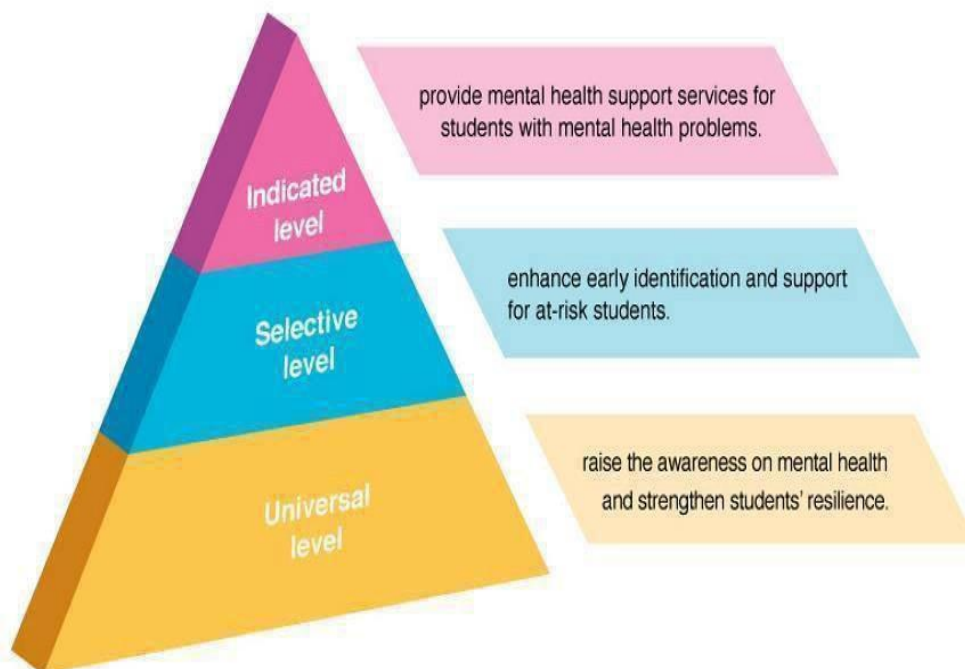 provide mental health support services for
students with mental health problems.
Indicated
level
enhance early identification and support
for at-risk students.
Selective
level
raise the awareness on mental health
and strengthen students' resilience.
Universal
level